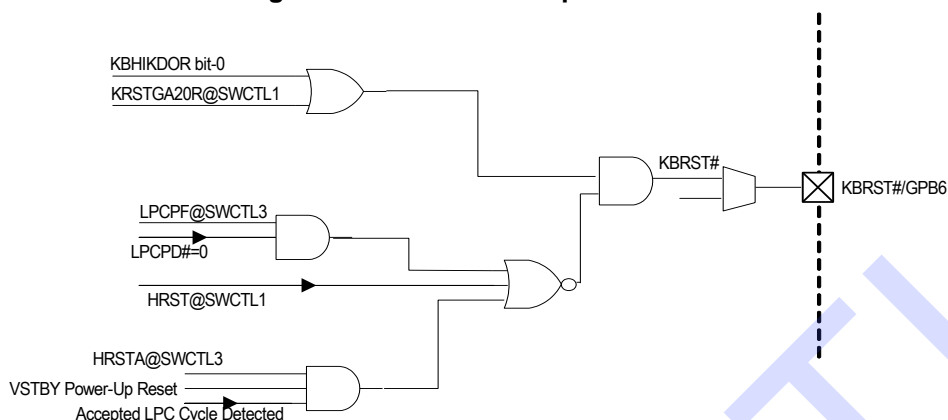 KBHIKDOR bit-0
KRSTGA20R@SWCTL1
KBRST#
KBRST#/GPB6
LPCPF@SWCTL3
LPCPD#=0
HRST@SWCTL1
HRSTA@SWCTL3
VSTBY Power-Up Reset
Accepted LPC Cycle Detected